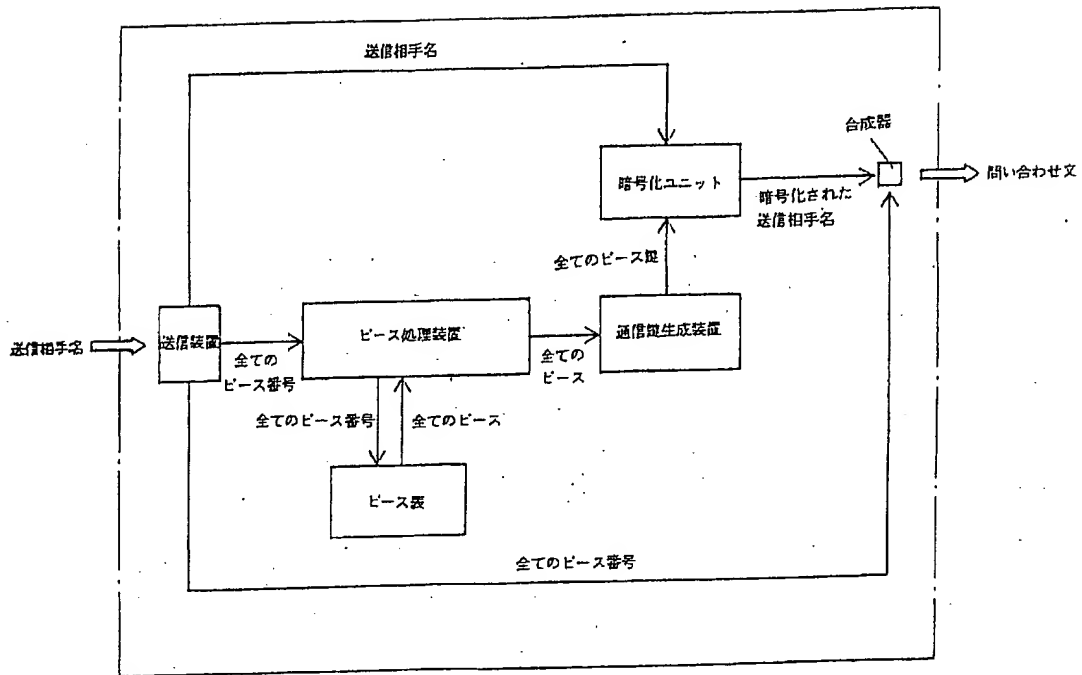 送信相手名
合成器
暗号化ユニット
問い合わせ文
暗号化された
送信相手名
全てのピース鍵
送信相手名
送信装置
ピース処理装置
通信鍵生成装置
全ての
ピース番号
全ての
ピース
全てのピース番号
全てのピース
ピース表
全てのピース番号